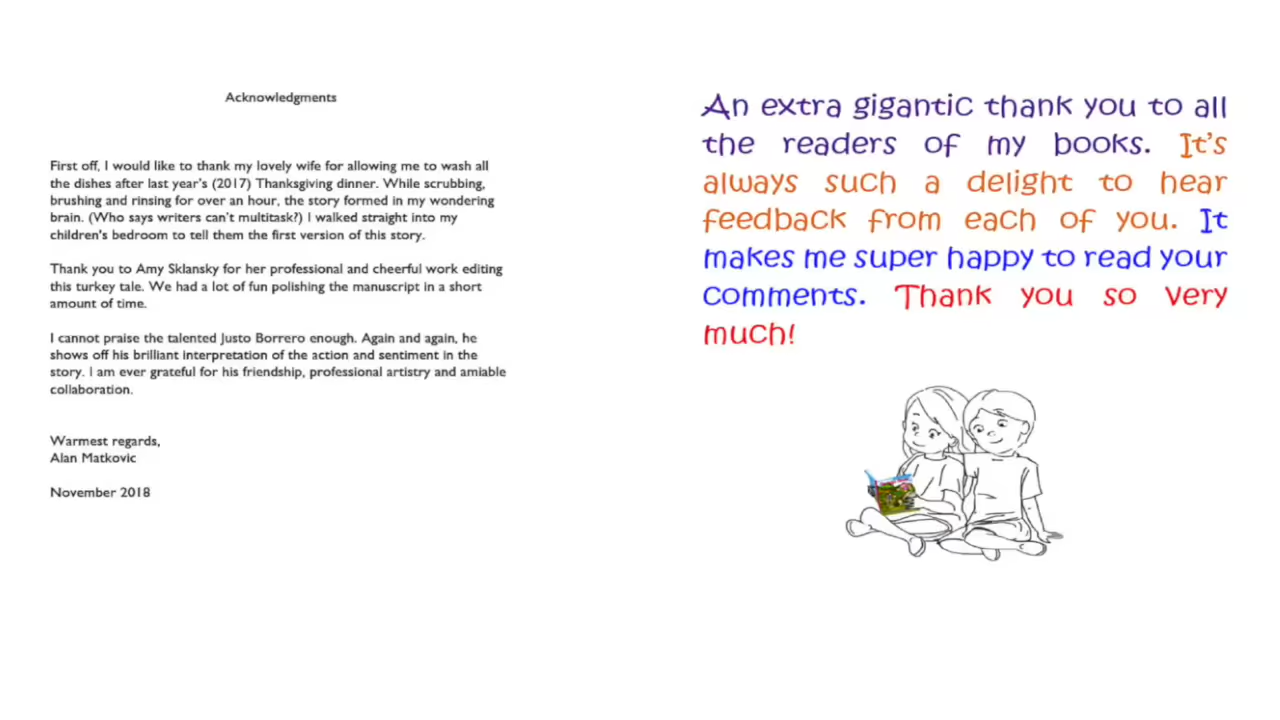 Acknowledgments
First off, I would like to thank my lovely wife for allowing me to wash all
the dishes after last year's (2017) Thanksgiving dinner. While scrubbing,
brushing and rinsing for over an hour, the story formed in my wondering
brain. (Who says writers can't multitask?) I walked straight into my
children's bedroom to tell them the first version of this story.
Thank you to Amy Sklansky for her professional and cheerful work editing
this turkey tale. We had a lot of fun polishing the manuscript in a short
amount of time.
I cannot praise the talented Justo Borrero enough. Again and again, he
shows off his brilliant interpretation of the action and sentiment in the
story. I am ever grateful for his friendship, professional artistry and amiable
collaboration.
Warmest regards,
Alan Matkovic
November 2018
An extra gigantic thank you to all
the readers of my books. It's
always such a delight to hear
feedback from each of you. It
makes me super happy to read your
comments. Thank you so very
much!